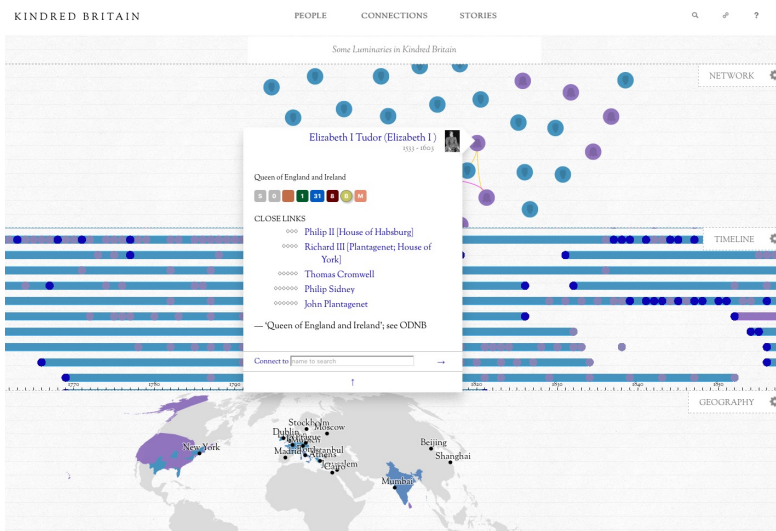 KINDRED BRITAIN
PEOPLE
CONNECTIONS
STORIES
?
Some Luminaries in Kindred Britain
NETWORK
Elizabeth I Tudor (Elizabeth I )
1533 - 1603
Queen of England and Ireland
S 0 1 31 8 8 M
CLOSE LINKS
Philip II [House of Habsburg]
Richard III [Plantagenet; House of
York]
Thomas Cromwell
Philip Sidney
John Plantagenet
— ‘Queen of England and Ireland’; see ODNB
Connect to name to search →
↑
TIMELINE
1770
1780
1790
1820
1830
1840
1850
GEOGRAPHY
Stockholm
Moscow
Dublin
Prague
New York
Madrid
Istanbul
Athens
Jerusalem
Cairo
Beijing
Shanghai
Mumbai